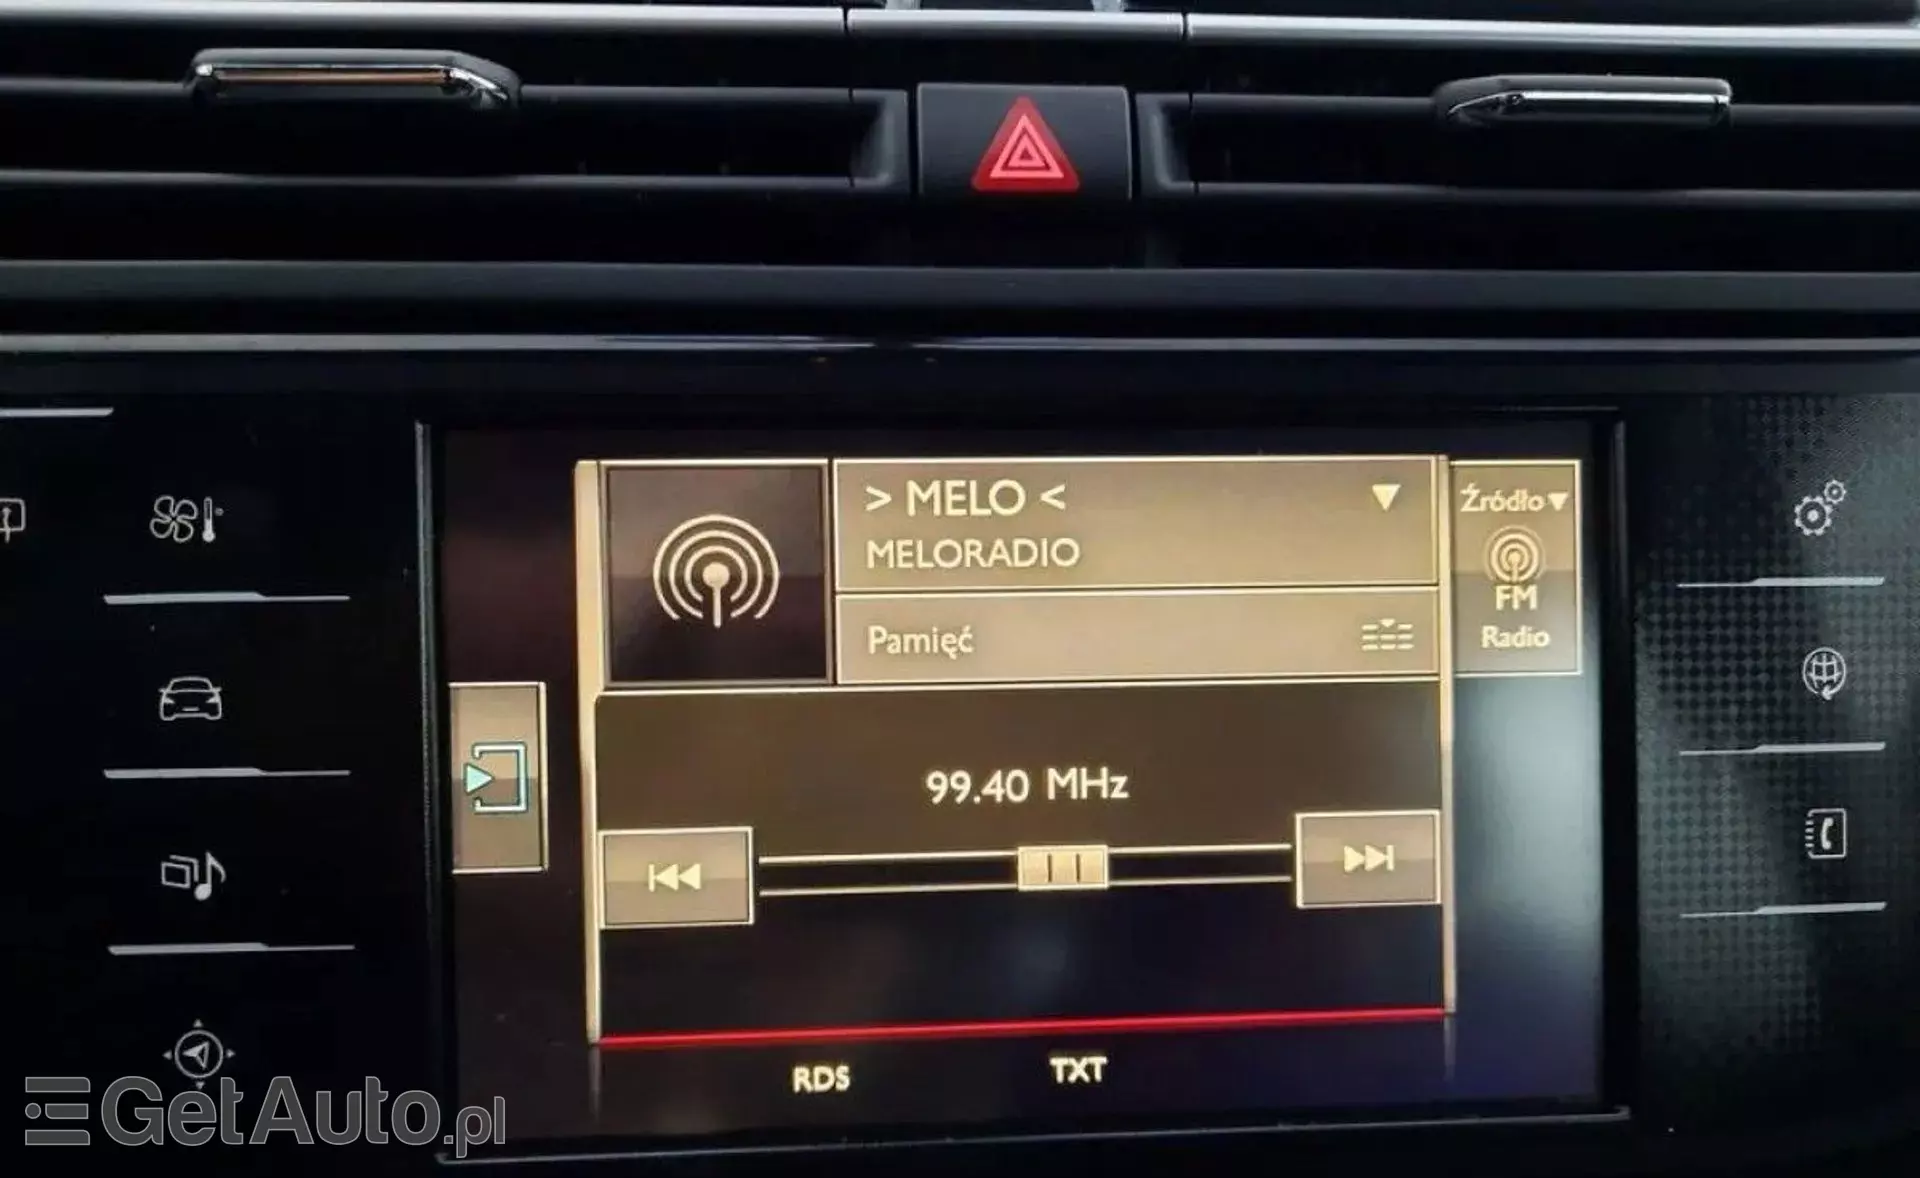 > MELO <
MELORADIO
Pamięć
Źródło
FM
Radio
99.40 MHz
RDS
TXT
GetAuto.pl